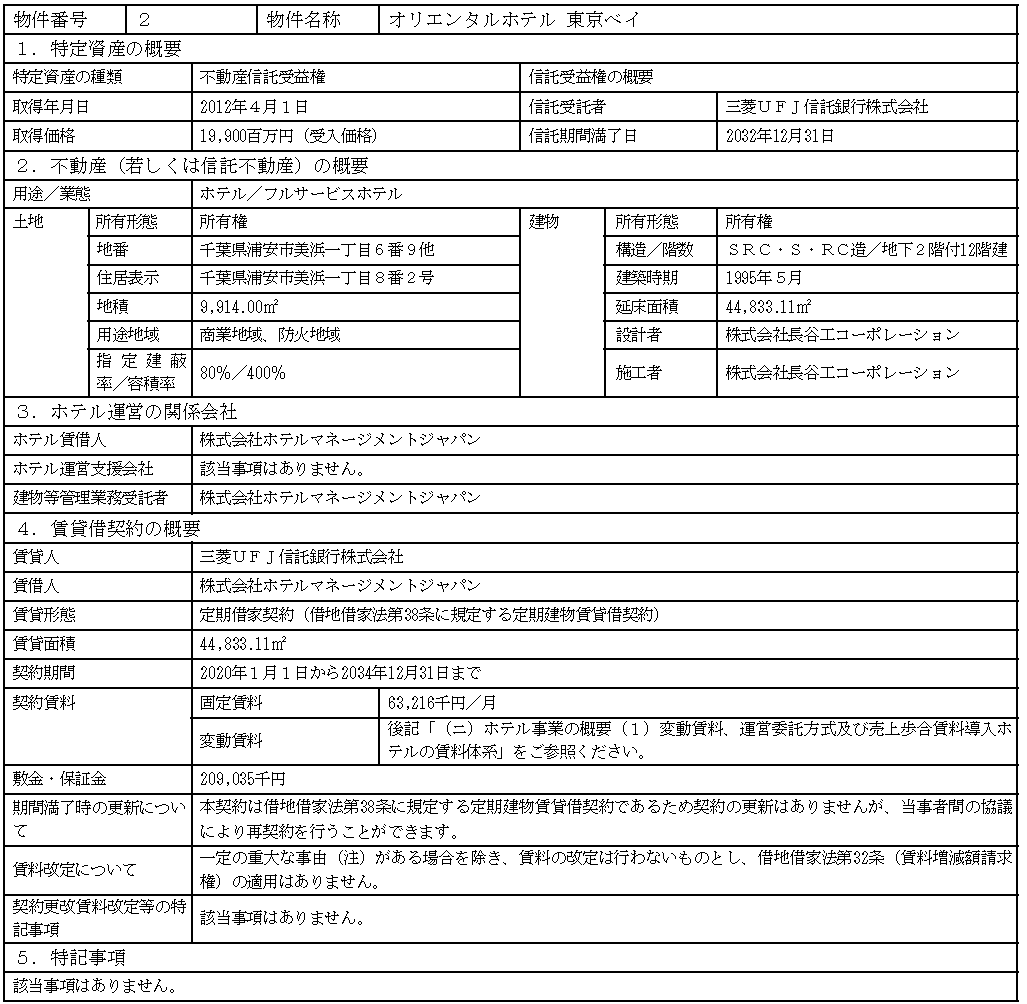 物件番号 2 物件名称 オリエンタルホテル 東京ベイ
1．特定資産の概要
特定資産の種類 不動産信託受益権 信託受益権の概要
取得年月日 2012年4月1日 信託受託者 三菱UFJ信託銀行株式会社
取得価格 19,900百万円（受入価格） 信託期間満了日 2032年12月31日
2．不動産（若しくは信託不動産）の概要
用途／業態 ホテル／フルサービスホテル
土地 所有形態 所有権 建物 所有形態 所有権
地番 千葉県浦安市美浜一丁目6番9他 構造／階数 SRC・S・RC造／地下2階付12階建
住居表示 千葉県浦安市美浜一丁目8番2号 建築時期 1995年5月
地積 9,914.00㎡ 延床面積 44,833.11㎡
用途地域 商業地域、防火地域 設計者 株式会社長谷工コーポレーション
指定建蔽
率／容積率 80％／400％ 施工者 株式会社長谷工コーポレーション
3．ホテル運営の関係会社
ホテル賃借人 株式会社ホテルマネージメントジャパン
ホテル運営支援会社 該当事項はありません。
建物等管理業務受託者 株式会社ホテルマネージメントジャパン
4．賃貸借契約の概要
賃貸人 三菱UFJ信託銀行株式会社
賃借人 株式会社ホテルマネージメントジャパン
賃貸形態 定期借家契約（借地借家法第38条に規定する定期建物賃貸借契約）
賃貸面積 44,833.11㎡
契約期間 2020年1月1日から2034年12月31日まで
契約賃料 固定賃料 63,216千円／月
変動賃料 後記「（ニ）ホテル事業の概要（1）変動賃料、運営委託方式及び売上歩合賃料導入ホ
テルの賃料体系」をご参照ください。
敷金・保証金 209,035千円
期間満了時の更新につい
て 本契約は借地借家法第38条に規定する定期建物賃貸借契約であるため契約の更新はありませんが、当事者間の協議
により再契約を行うことができます。
賃料改定について 一定の重大な事由（注）がある場合を除き、賃料の改定は行わないものとし、借地借家法第32条（賃料増減額請求
権）の適用はありません。
契約更改賃料改定等の特
記事項 該当事項はありません。
5．特記事項
該当事項はありません。